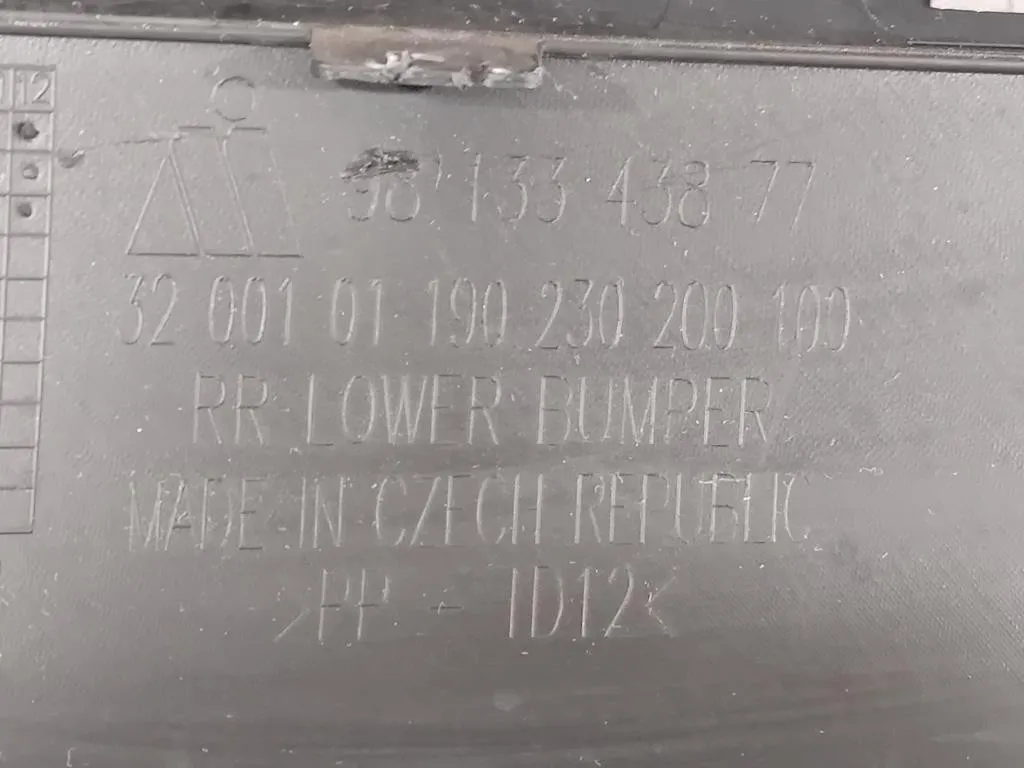 12
98 133 438 77
32 001 01 190 230 200 100
RR LOWER BUMPER
MADE IN CZECH REPUBLIC
>PP - TD12<